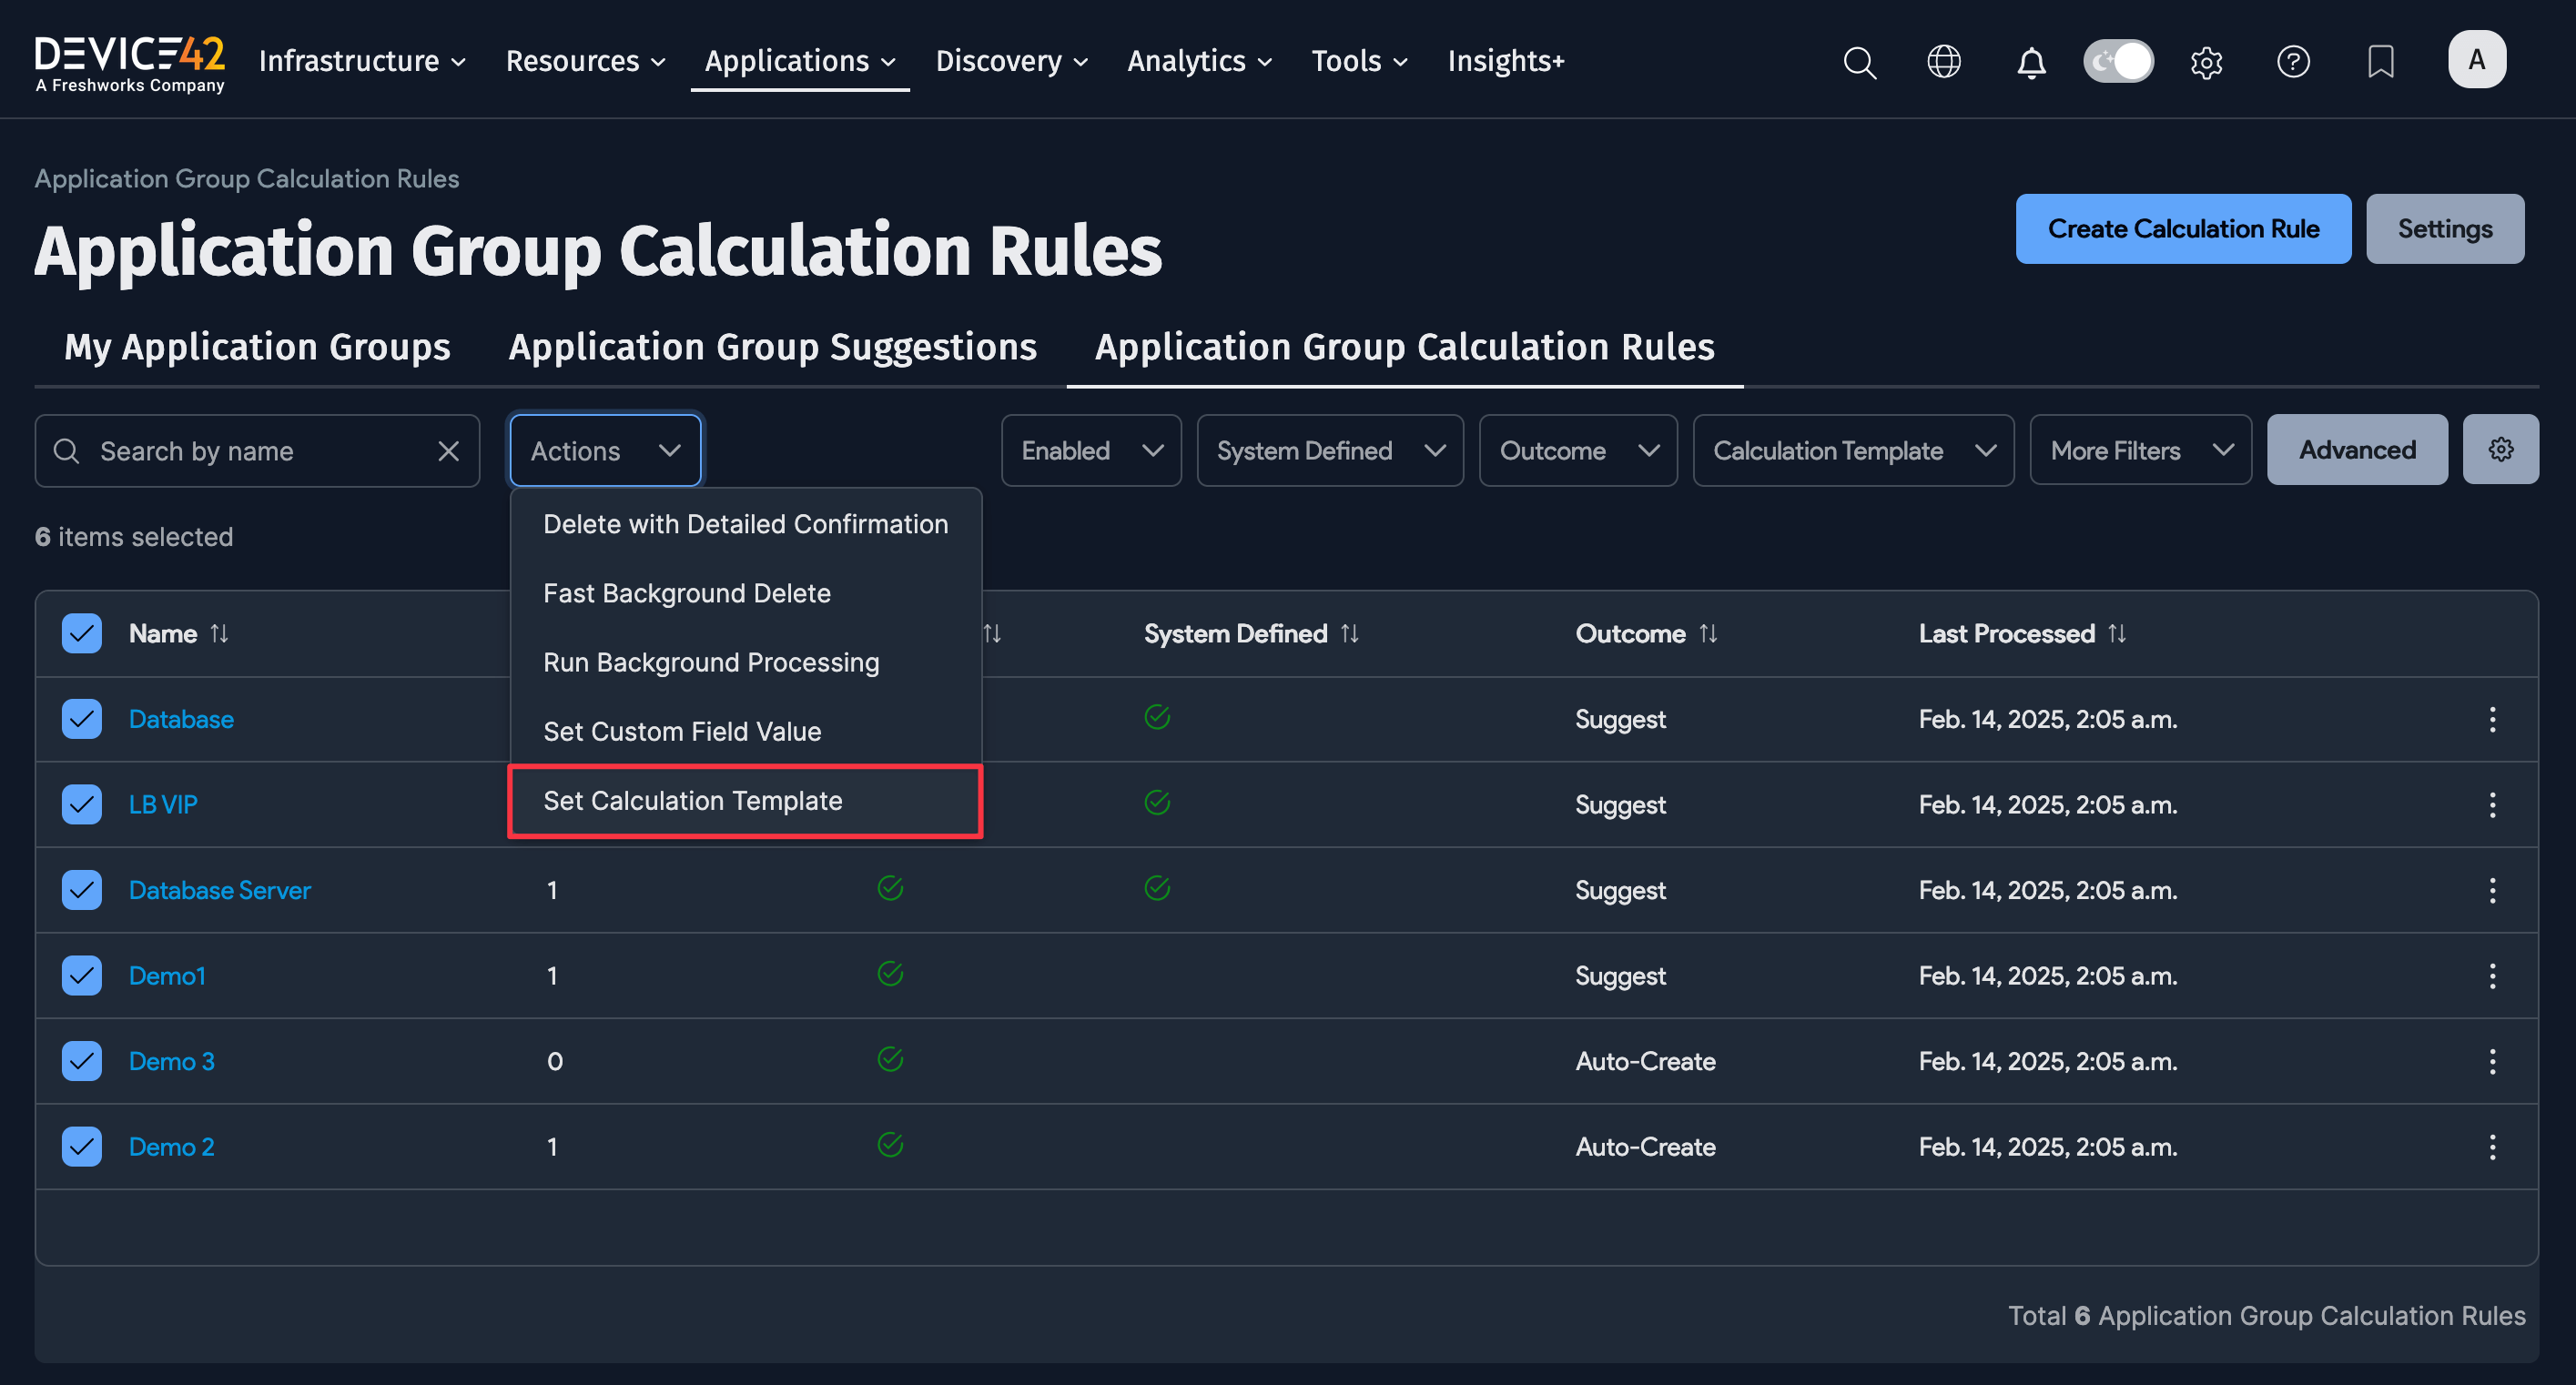 DEVICE42
A Freshworks Company
Infrastructure Resources Applications Discovery Analytics Tools Insights+
A
Application Group Calculation Rules
Application Group Calculation Rules
Create Calculation Rule Settings
My Application Groups Application Group Suggestions Application Group Calculation Rules
Search by name Actions Enabled System Defined Outcome Calculation Template More Filters Advanced
Delete with Detailed Confirmation
6 items selected
Fast Background Delete
Name System Defined Outcome Last Processed
Run Background Processing
Database Suggest Feb. 14, 2025, 2:05 a.m.
Set Custom Field Value
LB VIP Set Calculation Template Suggest Feb. 14, 2025, 2:05 a.m.
Database Server 1 Suggest Feb. 14, 2025, 2:05 a.m.
Demo1 1 Suggest Feb. 14, 2025, 2:05 a.m.
Demo 3 0 Auto-Create Feb. 14, 2025, 2:05 a.m.
Demo 2 1 Auto-Create Feb. 14, 2025, 2:05 a.m.
Total 6 Application Group Calculation Rules